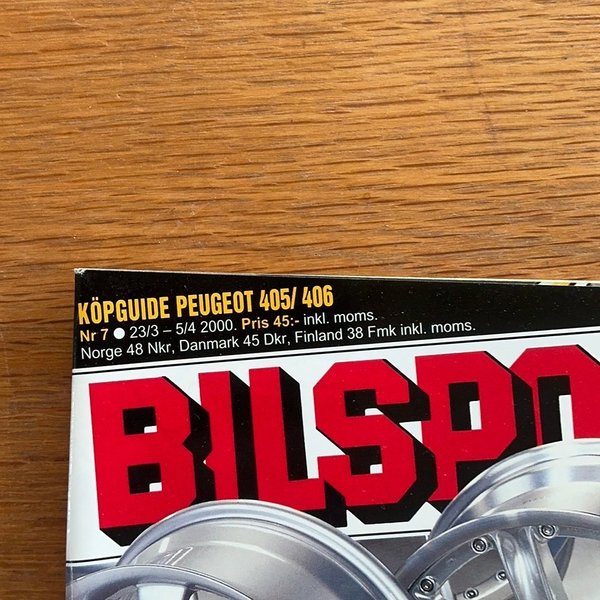 KÖPGUIDE PEUGEOT 405/ 406
Nr 7 ● 23/3 – 5/4 2000. Pris 45:- inkl. moms.
Norge 48 Nkr, Danmark 45 Dkr, Finland 38 Fmk inkl. moms.
BILSPO